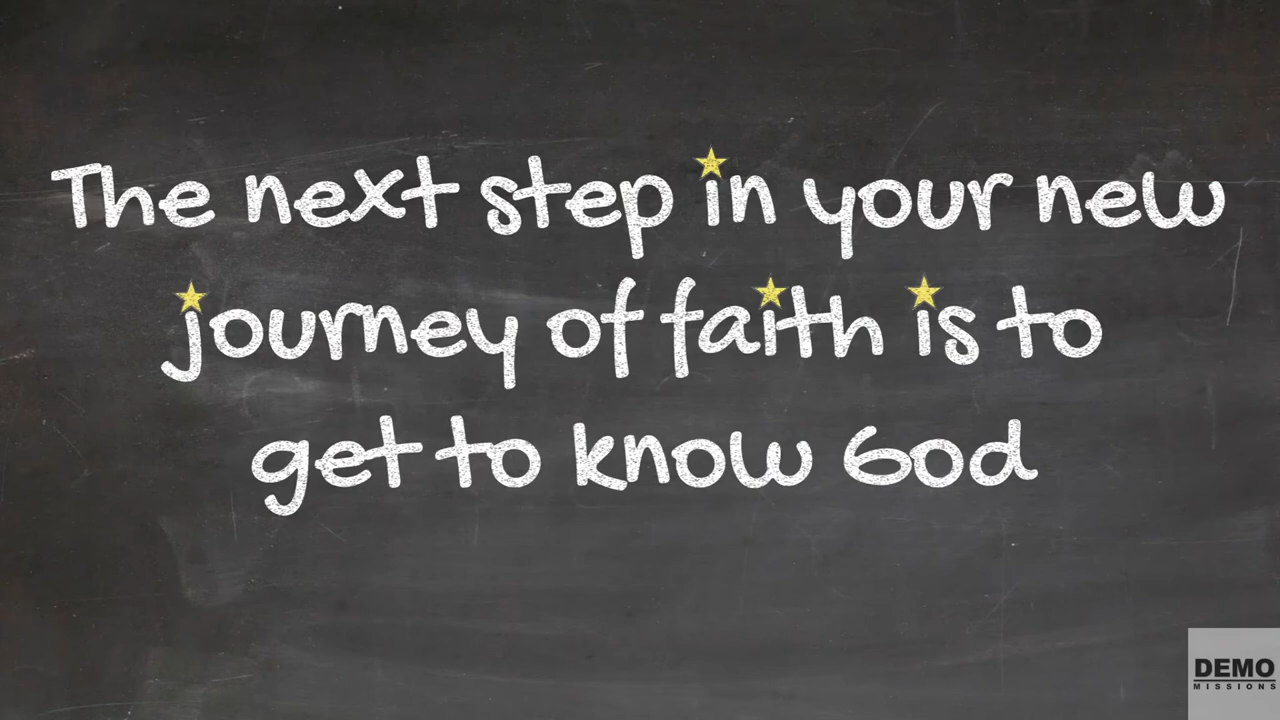 The next step in your new
journey of faith is to
get to know God
DEMO
MISSIONS